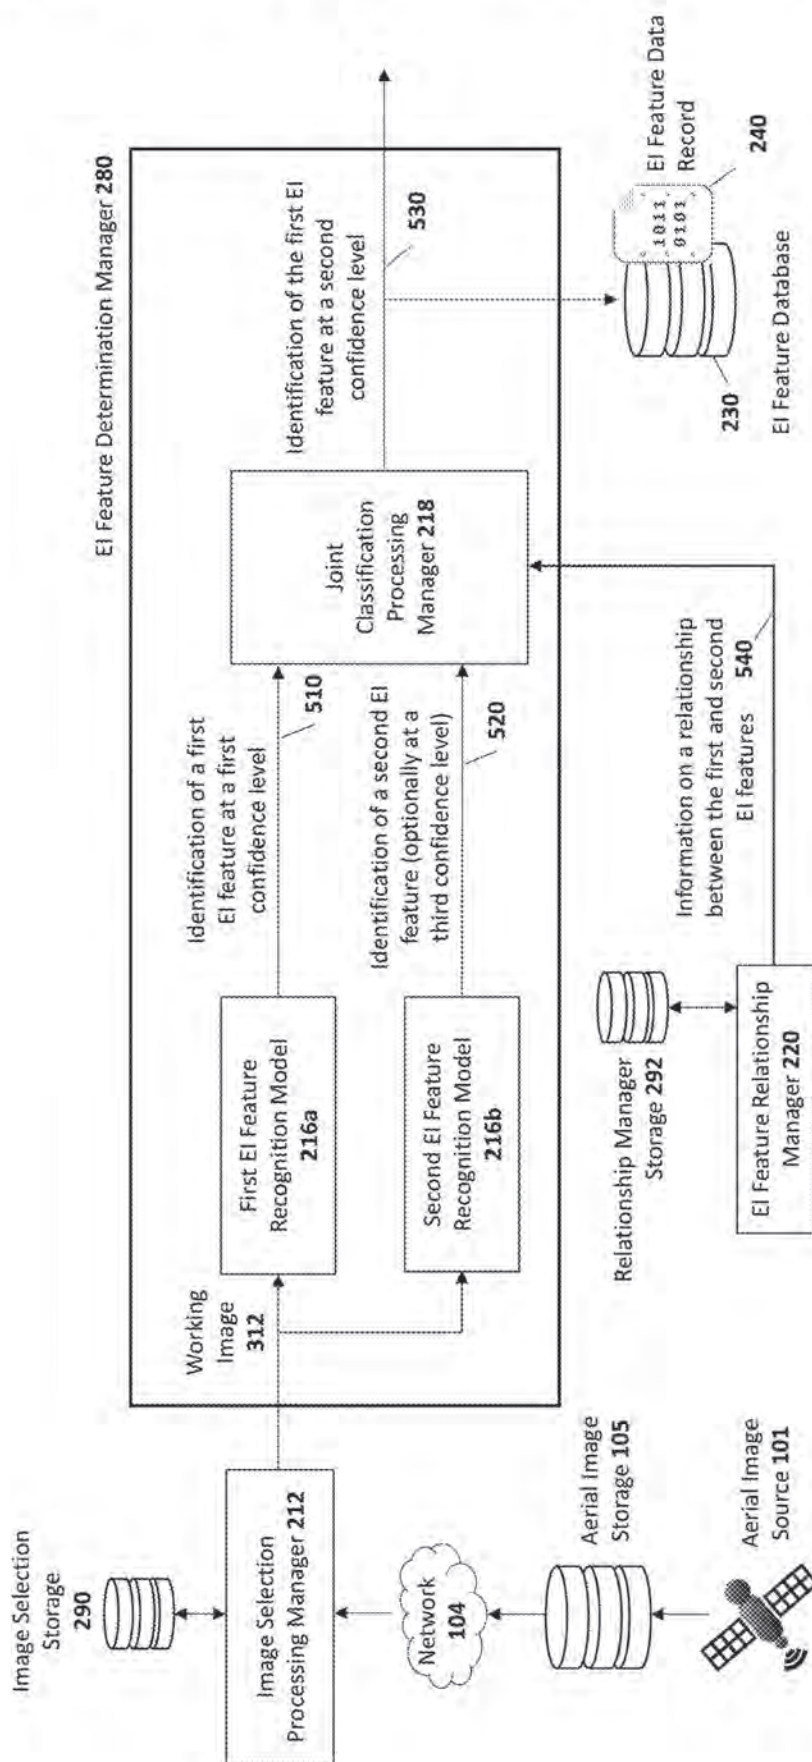 EI Feature Determination Manager 280
Image Selection
Storage
290
Image Selection
Processing Manager 212
Network
104
Aerial Image
Storage 105
Aerial Image
Source 101
Working
Image
312
First EI Feature
Recognition Model
216a
Second EI Feature
Recognition Model
216b
Identification of a first
EI feature at a first
confidence level
510
Identification of a second EI
feature (optionally at a
third confidence level)
520
Joint
Classification
Processing
Manager 218
Identification of the first EI
feature at a second
confidence level
530
Relationship Manager
Storage 292
EI Feature Relationship
Manager 220
Information on a relationship
between the first and second
EI features
540
EI Feature Data
Record
240
1011
0101
230
EI Feature Database